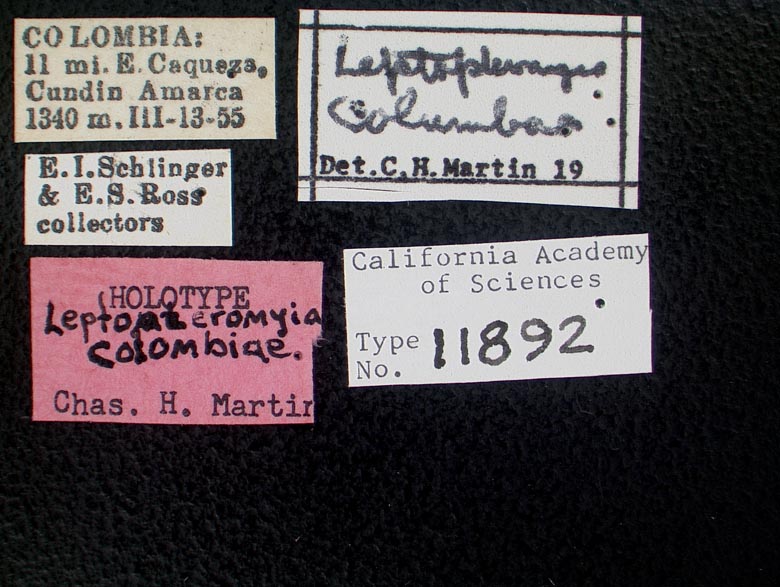 COLOMBIA:
11 mi. E. Caqueza,
Cundin Amarca
1340 m. III-13-55
E.I.Schlinger
& E.S.Ross
collectors
Det.C.H.Martin 19
HOLOTYPE
Leptopteromyia
colombiae.
Chas. H. Martin
California Academy
of Sciences
Type
No. 11892